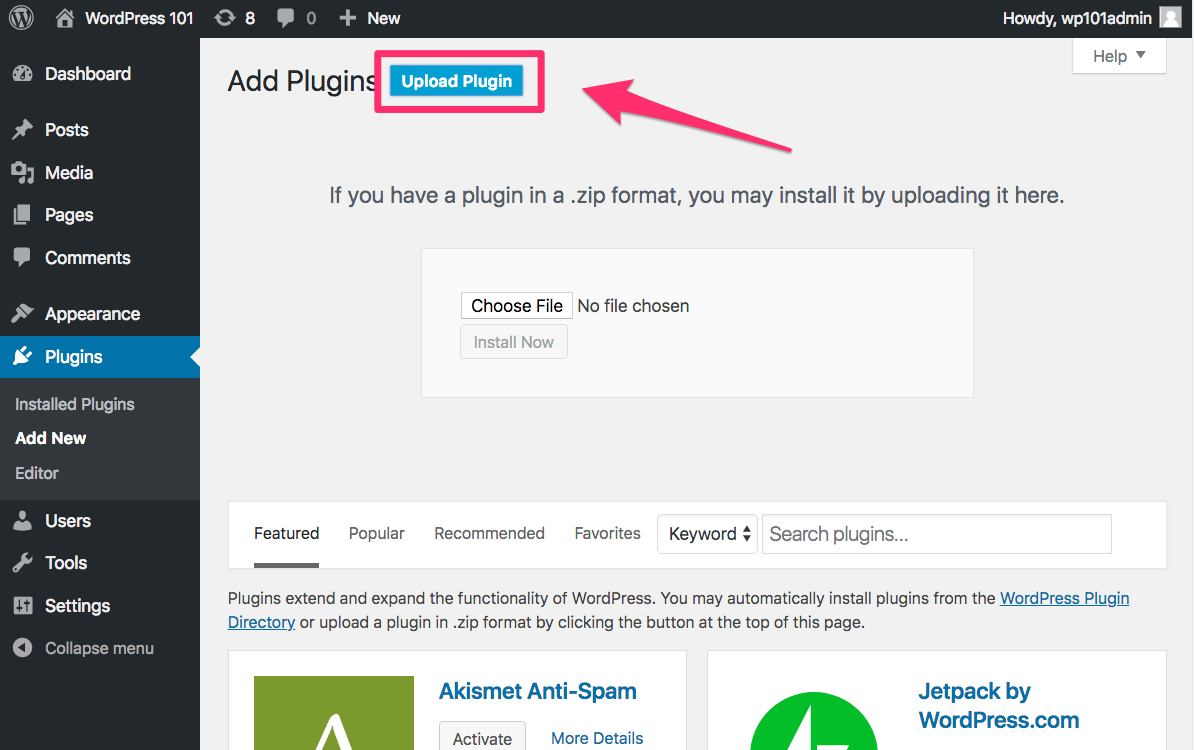 WordPress 101 8 0 New Howdy, wp101admin
Help
Dashboard
Posts
Media
Pages
Comments
Appearance
Plugins
Installed Plugins
Add New
Editor
Users
Tools
Settings
Collapse menu
Add Plugins Upload Plugin
If you have a plugin in a .zip format, you may install it by uploading it here.
Choose File No file chosen
Install Now
Featured Popular Recommended Favorites Keyword Search plugins...
Plugins extend and expand the functionality of WordPress. You may automatically install plugins from the WordPress Plugin
Directory or upload a plugin in .zip format by clicking the button at the top of this page.
A
Akismet Anti-Spam
Activate More Details
Jetpack by
WordPress.com